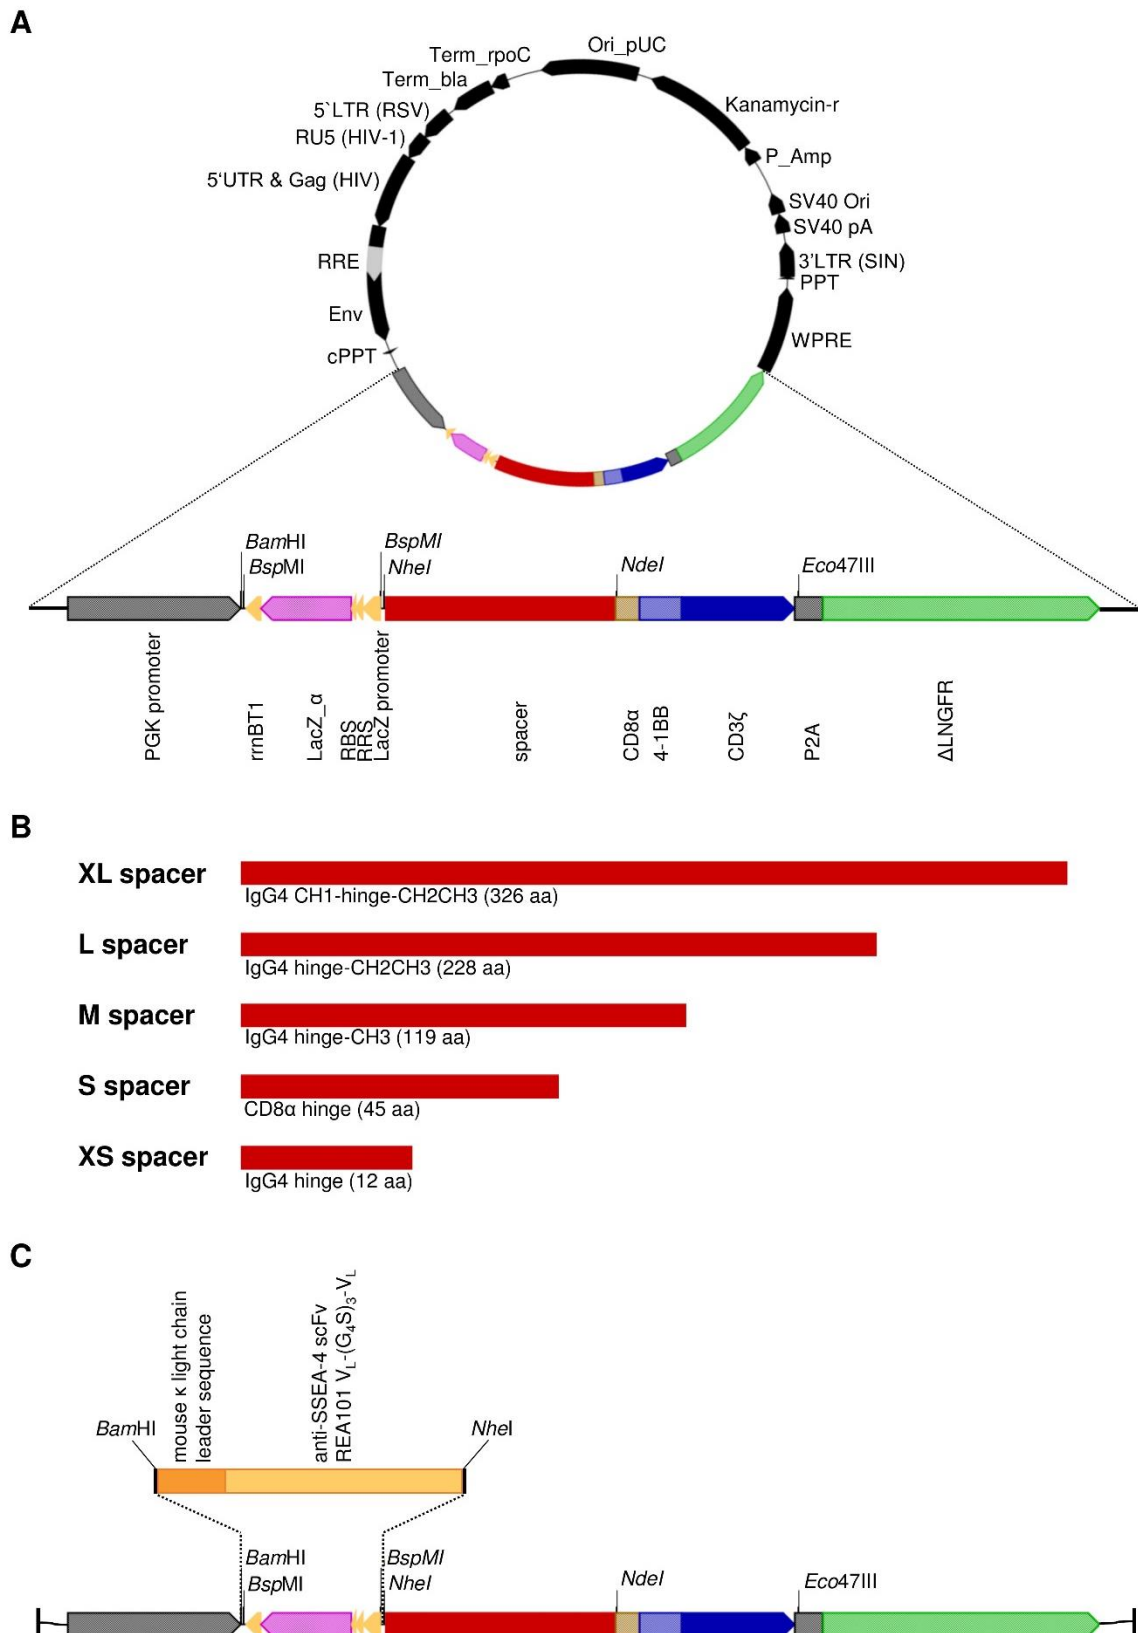 A
Ori_pUC
Term_rpoC
Term_bla
Kanamycin-r
5`LTR (RSV)
RU5 (HIV-1)
P_Amp
5‘UTR & Gag (HIV)
SV40 Ori
SV40 pA
RRE
3’LTR (SIN)
PPT
Env
WPRE
cPPT
BamHI
BspMI
BspMI
NheI
NdeI
Eco47III
PGK promoter
rrnBT1
LacZ_α
RBS
RRS
LacZ promoter
spacer
CD8α
4-1BB
CD3ζ
P2A
ΔLNGFR
B
XL spacer
IgG4 CH1-hinge-CH2CH3 (326 aa)
L spacer
IgG4 hinge-CH2CH3 (228 aa)
M spacer
IgG4 hinge-CH3 (119 aa)
S spacer
CD8α hinge (45 aa)
XS spacer
IgG4 hinge (12 aa)
C
mouse κ light chain
leader sequence
anti-SSEA-4 scFv
REA101 VL-(G4S)3-VL
BamHI
NheI
BamHI
BspMI
BspMI
NheI
NdeI
Eco47III